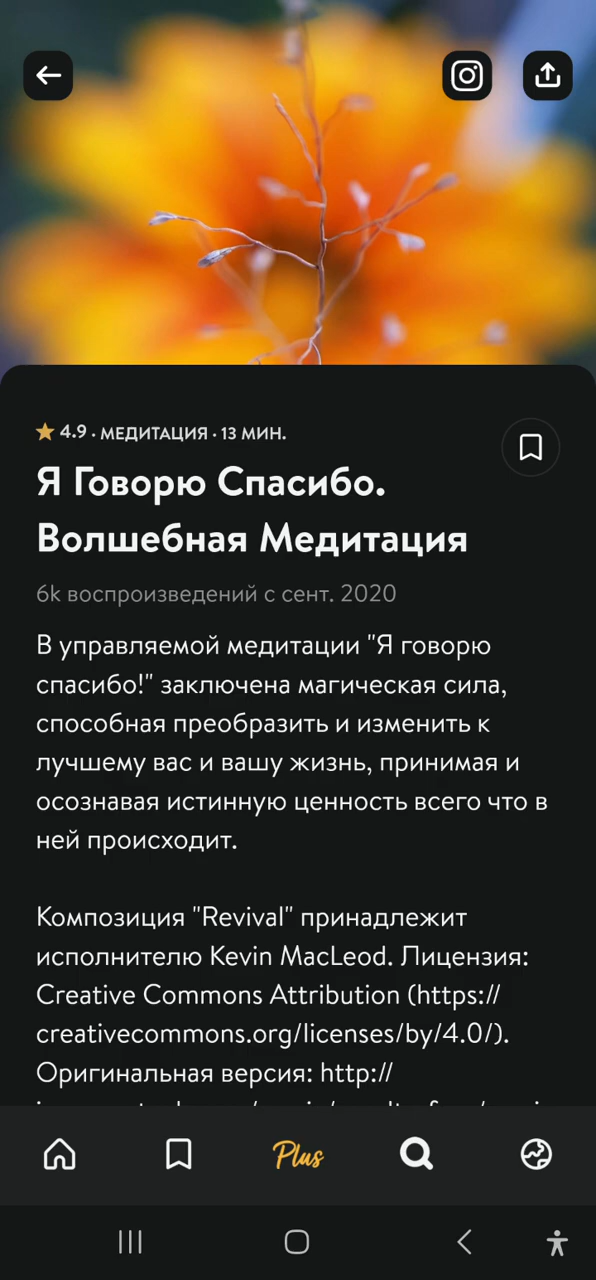 4.9 · МЕДИТАЦИЯ · 13 МИН.
Я Говорю Спасибо.
Волшебная Медитация
6k воспроизведений с сент. 2020
В управляемой медитации "Я говорю
спасибо!" заключена магическая сила,
способная преобразить и изменить к
лучшему вас и вашу жизнь, принимая и
осознавая истинную ценность всего что в
ней происходит.
Композиция "Revival" принадлежит
исполнителю Kevin MacLeod. Лицензия:
Creative Commons Attribution (https://
creativecommons.org/licenses/by/4.0/).
Оригинальная версия: http://
Plus